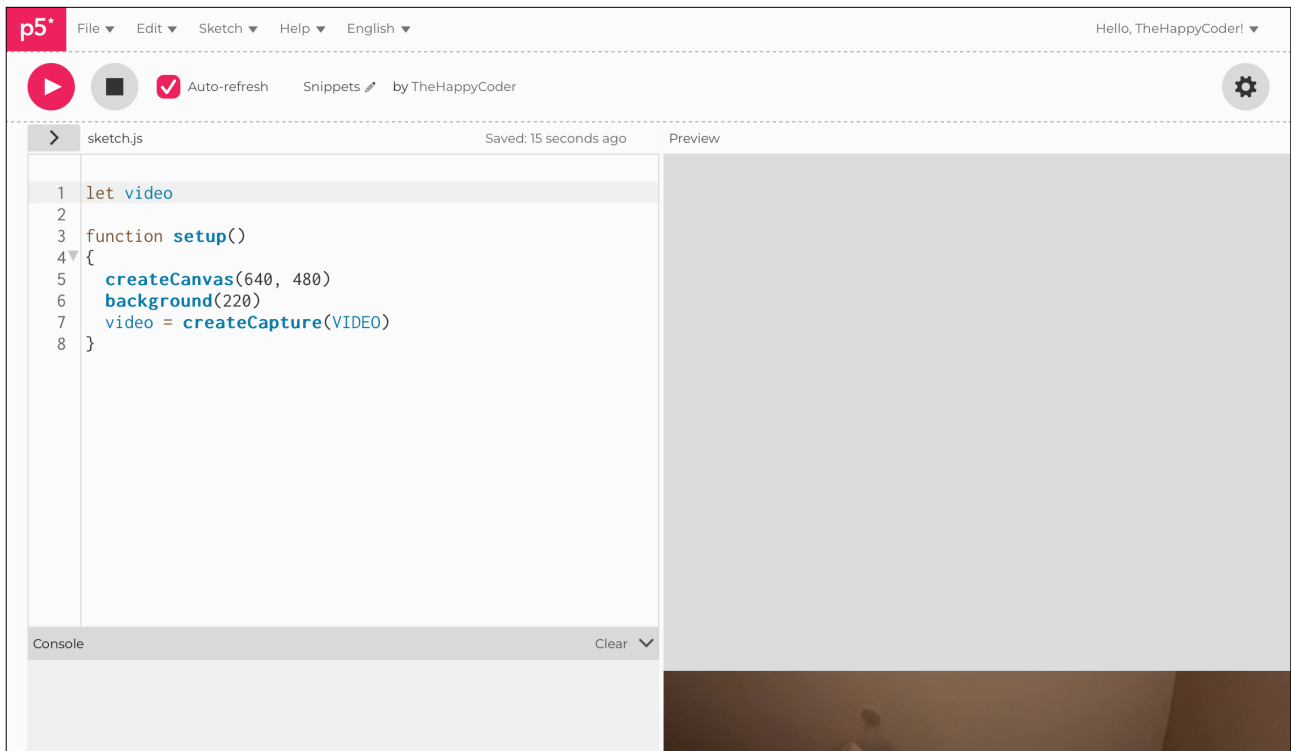 p5* File Edit Sketch Help English Hello, TheHappyCoder!
Auto-refresh Snippets by TheHappyCoder
sketch.js Saved: 15 seconds ago Preview
1 let video
2
3 function setup()
4 {
5 createCanvas(640, 480)
6 background(220)
7 video = createCapture(VIDEO)
8 }
Console Clear